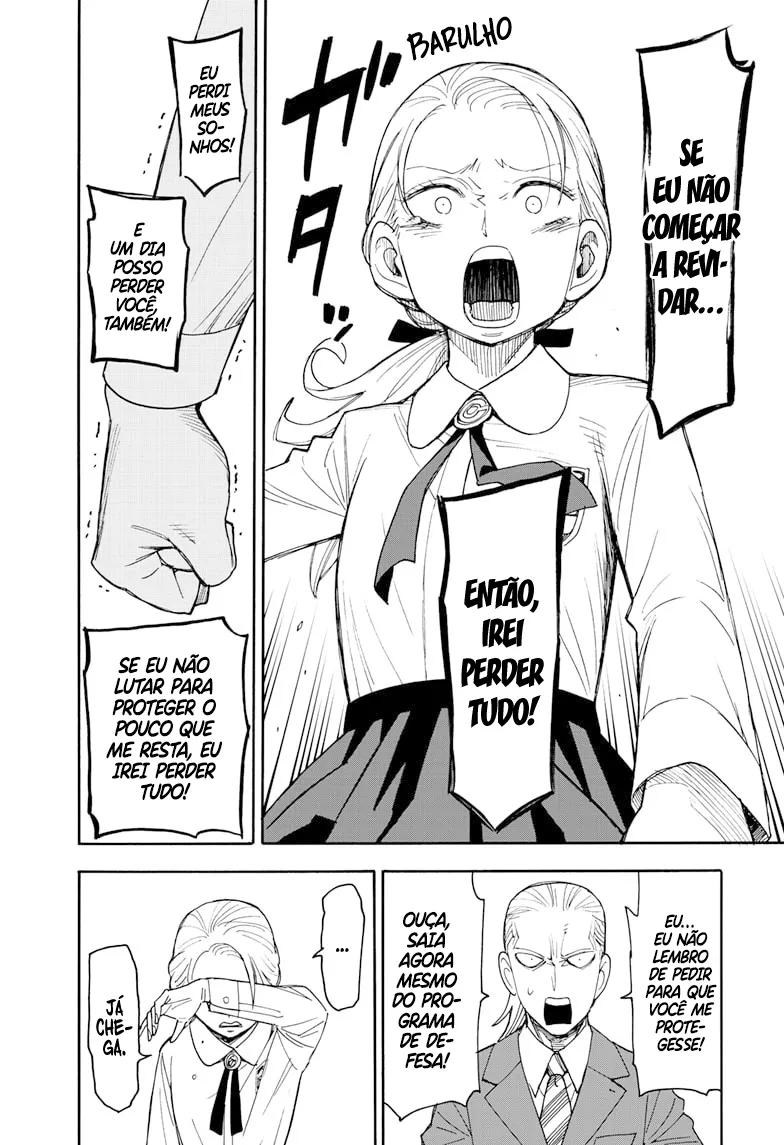 SE
EU NÃO
COMEÇAR
A REVI-
DAR...
BARULHO
ガタッ
ENTÃO,
IREI
PERDER
TUDO!
EU
PERDI
MEUS
SO-
NHOS!
E
UM DIA
POSSO
PERDER
VOCÊ,
TAMBÉM!
SE EU NÃO
LUTAR PARA
PROTEGER O
POUCO QUE
ME RESTA, EU
IREI PERDER
TUDO!
EU...
EU NÃO
LEMBRO
DE PEDIR
PARA QUE
VOCÊ ME
PROTE-
GESSE!
OUÇA,
SAIA
AGORA
MESMO
DO PRO-
GRAMA
DE DE-
FESA!
...
JÁ
CHE-
GA.